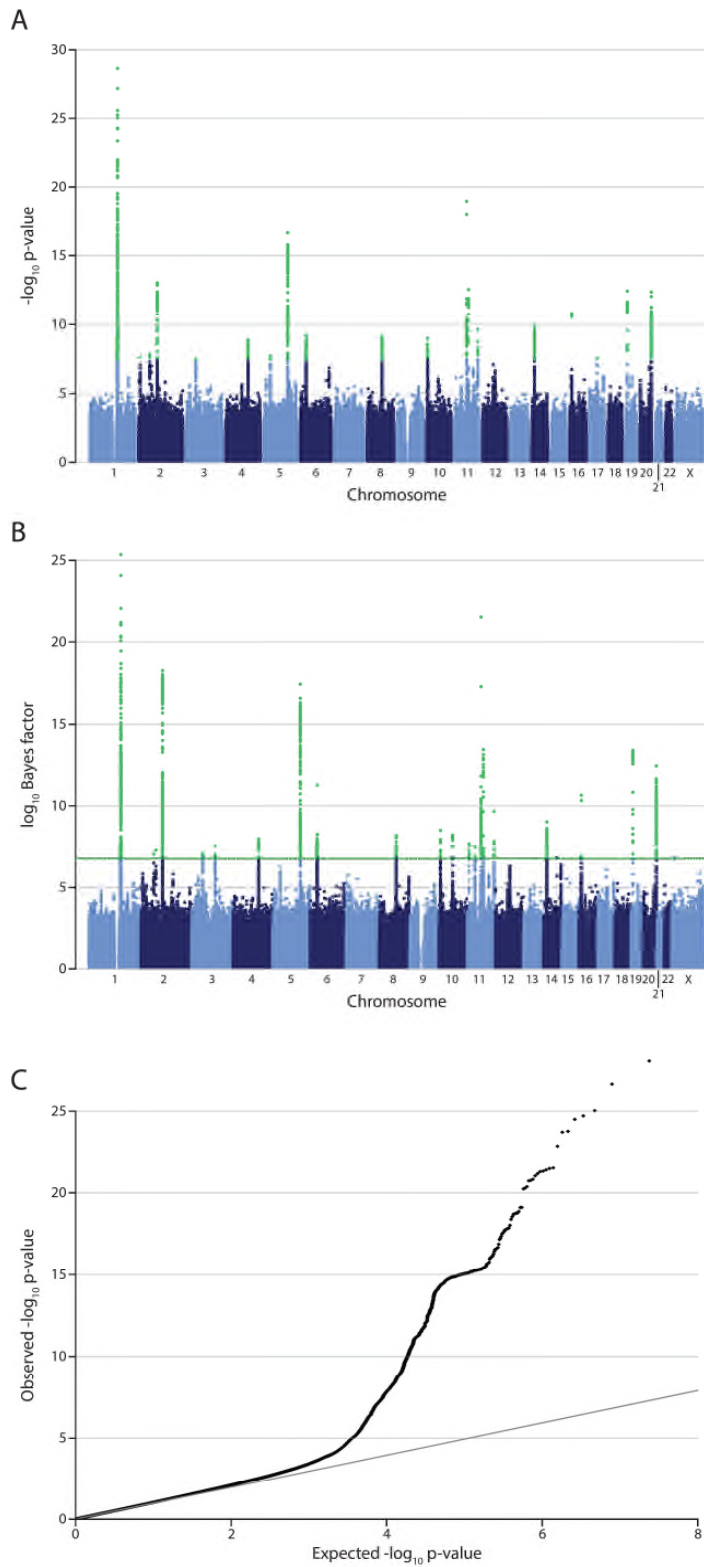 A
30
25
20
15
10
5
0
-log10 p-value
1 2 3 4 5 6 7 8 9 10 11 12 13 14 15 16 17 18 19 20 22 X
21
Chromosome
B
25
20
15
10
5
0
log10 Bayes factor
1 2 3 4 5 6 7 8 9 10 11 12 13 14 15 16 17 18 19 20 22 X
21
Chromosome
C
25
20
15
10
5
0
Observed -log10 p-value
0 2 4 6 8
Expected -log10 p-value